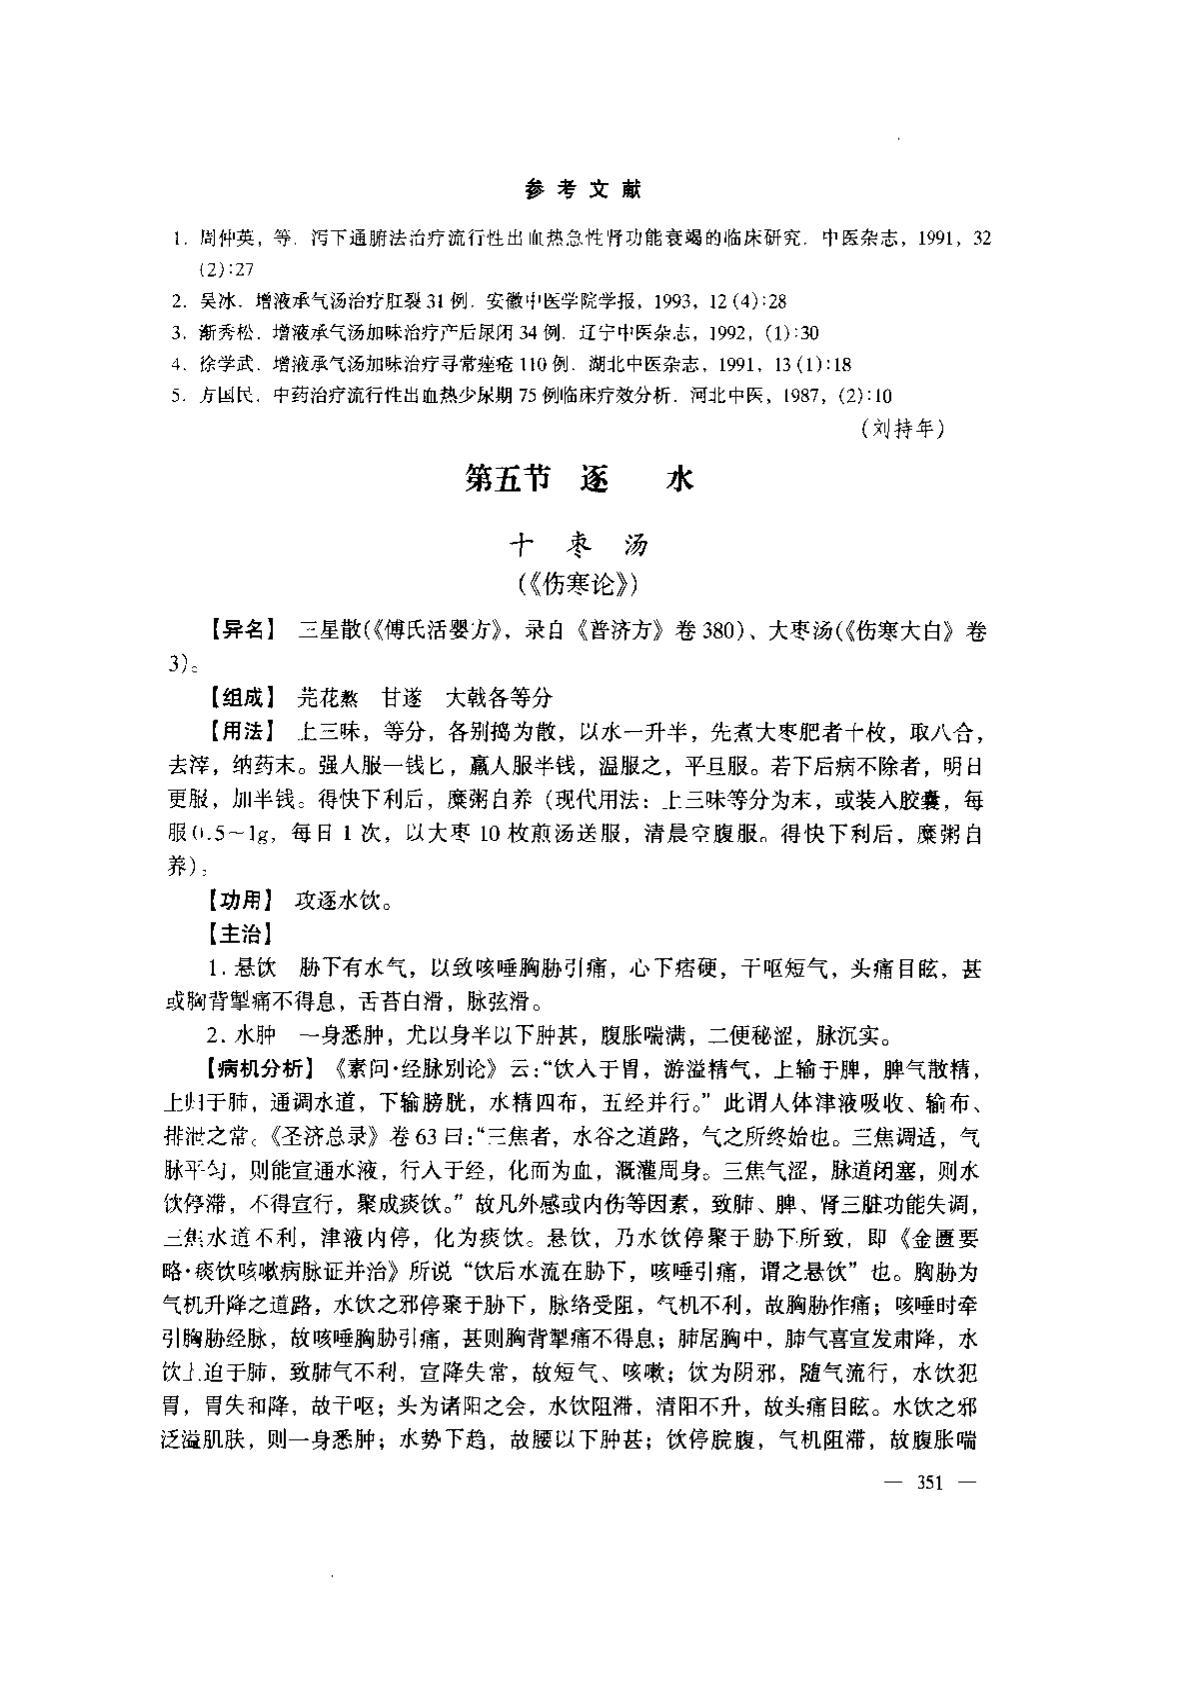 参考文献
1. 周仲英, 等. 泻下通腑法治疗流行性出血热急性肾功能衰竭的临床研究. 中医杂志, 1991, 32
(2):27
2. 吴冰. 增液承气汤治疗肛裂 31 例. 安徽中医学院学报, 1993, 12 (4):28
3. 渐秀松. 增液承气汤加味治疗产后尿闭 34 例. 辽宁中医杂志, 1992, (1):30
4. 徐学武. 增液承气汤加味治疗寻常痤疮 110 例. 湖北中医杂志, 1991, 13 (1):18
5. 方国民. 中药治疗流行性出血热少尿期 75 例临床疗效分析. 河北中医, 1987, (2):10
(刘持年)
第五节 逐 水
十 枣 汤
(《伤寒论》)
【异名】 三星散(《傅氏活婴方》, 录自《普济方》卷 380)、大枣汤(《伤寒大白》卷
3)。
【组成】 芫花熬 甘遂 大戟各等分
【用法】 上三味, 等分, 各别捣为散, 以水一升半, 先煮大枣肥者十枚, 取八合,
去滓, 纳药末。强人服一钱匕, 羸人服半钱, 温服之, 平旦服。若下后病不除者, 明日
更服, 加半钱。得快下利后, 糜粥自养 (现代用法: 上三味等分为末, 或装入胶囊, 每
服 0.5~1g, 每日 1 次, 以大枣 10 枚煎汤送服, 清晨空腹服。得快下利后, 糜粥自
养)。
【功用】 攻逐水饮。
【主治】
1. 悬饮 胁下有水气, 以致咳唾胸胁引痛, 心下痞硬, 干呕短气, 头痛目眩, 甚
或胸背掣痛不得息, 舌苔白滑, 脉弦滑。
2. 水肿 一身悉肿, 尤以身半以下肿甚, 腹胀喘满, 二便秘涩, 脉沉实。
【病机分析】《素问·经脉别论》云:“饮入于胃, 游溢精气, 上输于脾, 脾气散精,
上归于肺, 通调水道, 下输膀胱, 水精四布, 五经并行。” 此谓人体津液吸收、输布、
排泄之常。《圣济总录》卷 63 曰:“三焦者, 水谷之道路, 气之所终始也。三焦调适, 气
脉平匀, 则能宣通水液, 行入于经, 化而为血, 溉灌周身。三焦气涩, 脉道闭塞, 则水
饮停滞, 不得宣行, 聚成痰饮。” 故凡外感或内伤等因素, 致肺、脾、肾三脏功能失调,
三焦水道不利, 津液内停, 化为痰饮。悬饮, 乃水饮停聚于胁下所致, 即《金匮要
略·痰饮咳嗽病脉证并治》所说 “饮后水流在胁下, 咳唾引痛, 谓之悬饮” 也。胸胁为
气机升降之道路, 水饮之邪停聚于胁下, 脉络受阻, 气机不利, 故胸胁作痛; 咳唾时牵
引胸胁经脉, 故咳唾胸胁引痛, 甚则胸背掣痛不得息; 肺居胸中, 肺气喜宣发肃降, 水
饮上迫于肺, 致肺气不利, 宣降失常, 故短气、咳嗽; 饮为阴邪, 随气流行, 水饮犯
胃, 胃失和降, 故干呕; 头为诸阳之会, 水饮阻滞, 清阳不升, 故头痛目眩。水饮之邪
泛溢肌肤, 则一身悉肿; 水势下趋, 故腰以下肿甚; 饮停脘腹, 气机阻滞, 故腹胀喘
— 351 —